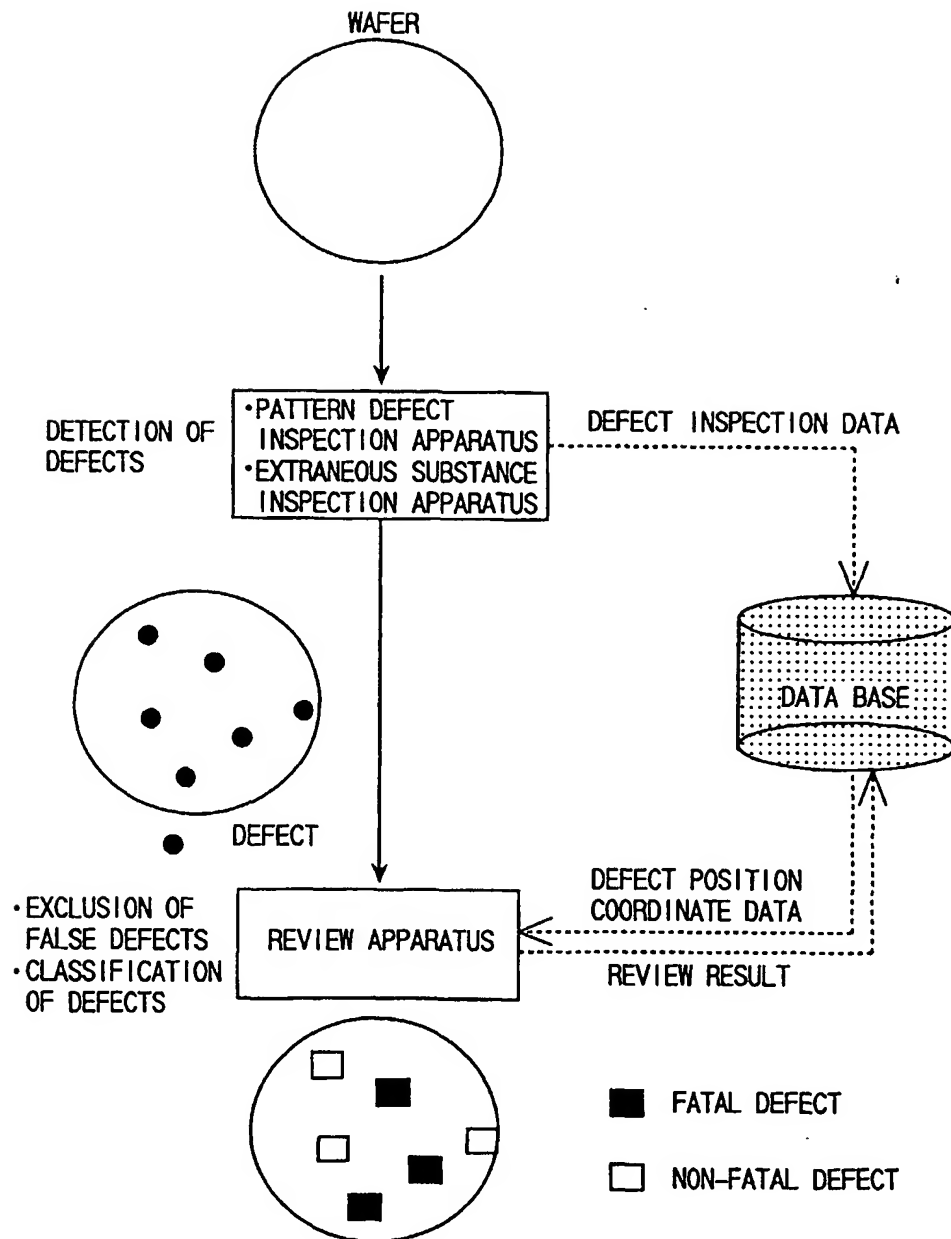 WAFER
DETECTION OF
DEFECTS
・PATTERN DEFECT
INSPECTION APPARATUS
・EXTRANEOUS SUBSTANCE
INSPECTION APPARATUS
DEFECT INSPECTION DATA
DATA BASE
DEFECT
・EXCLUSION OF
FALSE DEFECTS
・CLASSIFICATION
OF DEFECTS
REVIEW APPARATUS
DEFECT POSITION
COORDINATE DATA
REVIEW RESULT
FATAL DEFECT
NON-FATAL DEFECT